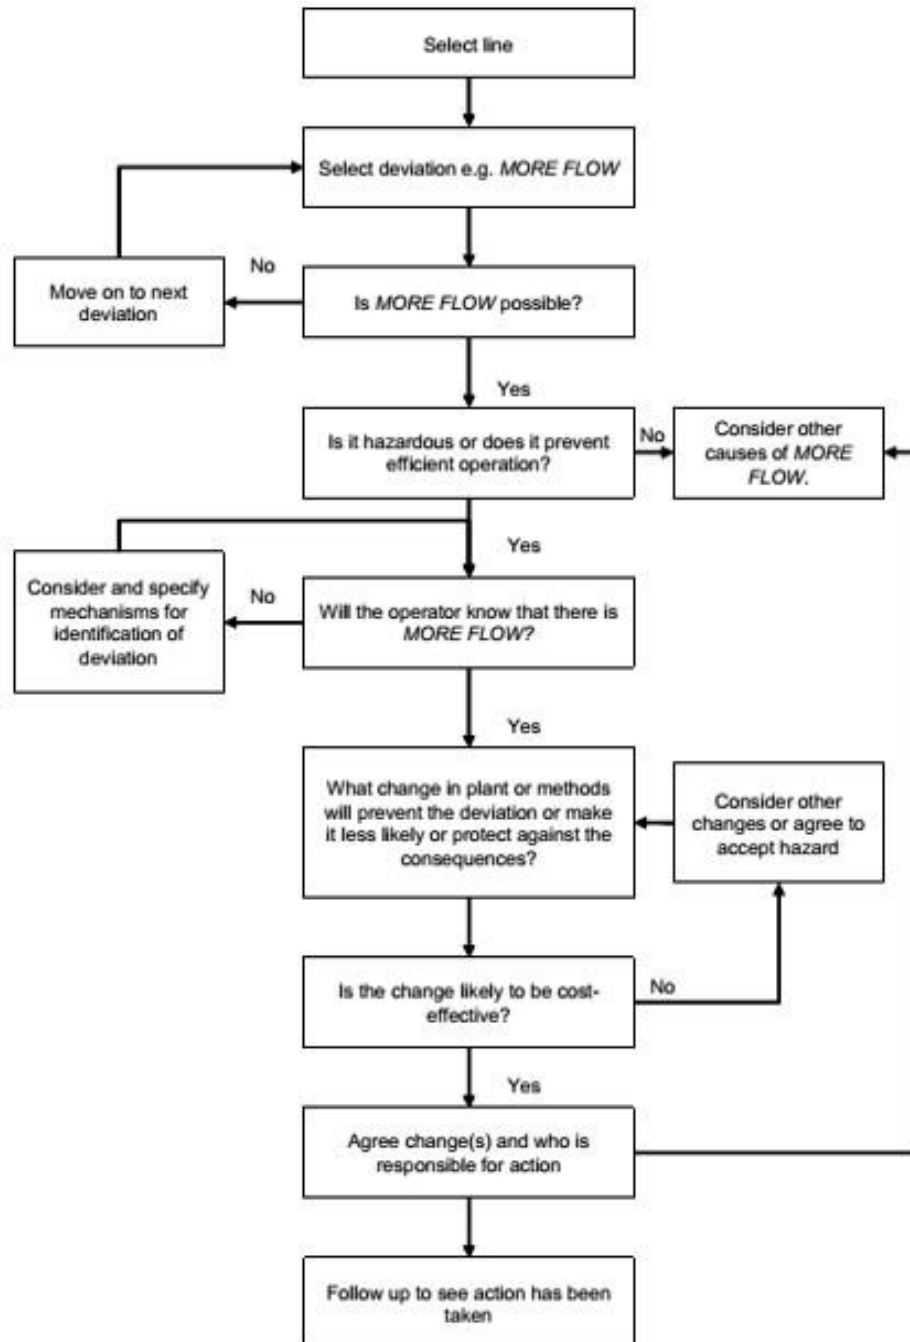 Select line
Select deviation e.g. MORE FLOW
No
Move on to next
deviation
Is MORE FLOW possible?
Yes
Is it hazardous or does it prevent
efficient operation?
No
Consider other
causes of MORE
FLOW.
Yes
Consider and specify
mechanisms for
identification of
deviation
No
Will the operator know that there is
MORE FLOW?
Yes
What change in plant or methods
will prevent the deviation or make
it less likely or protect against the
consequences?
Consider other
changes or agree to
accept hazard
Is the change likely to be cost-
effective?
No
Yes
Agree change(s) and who is
responsible for action
Follow up to see action has been
taken